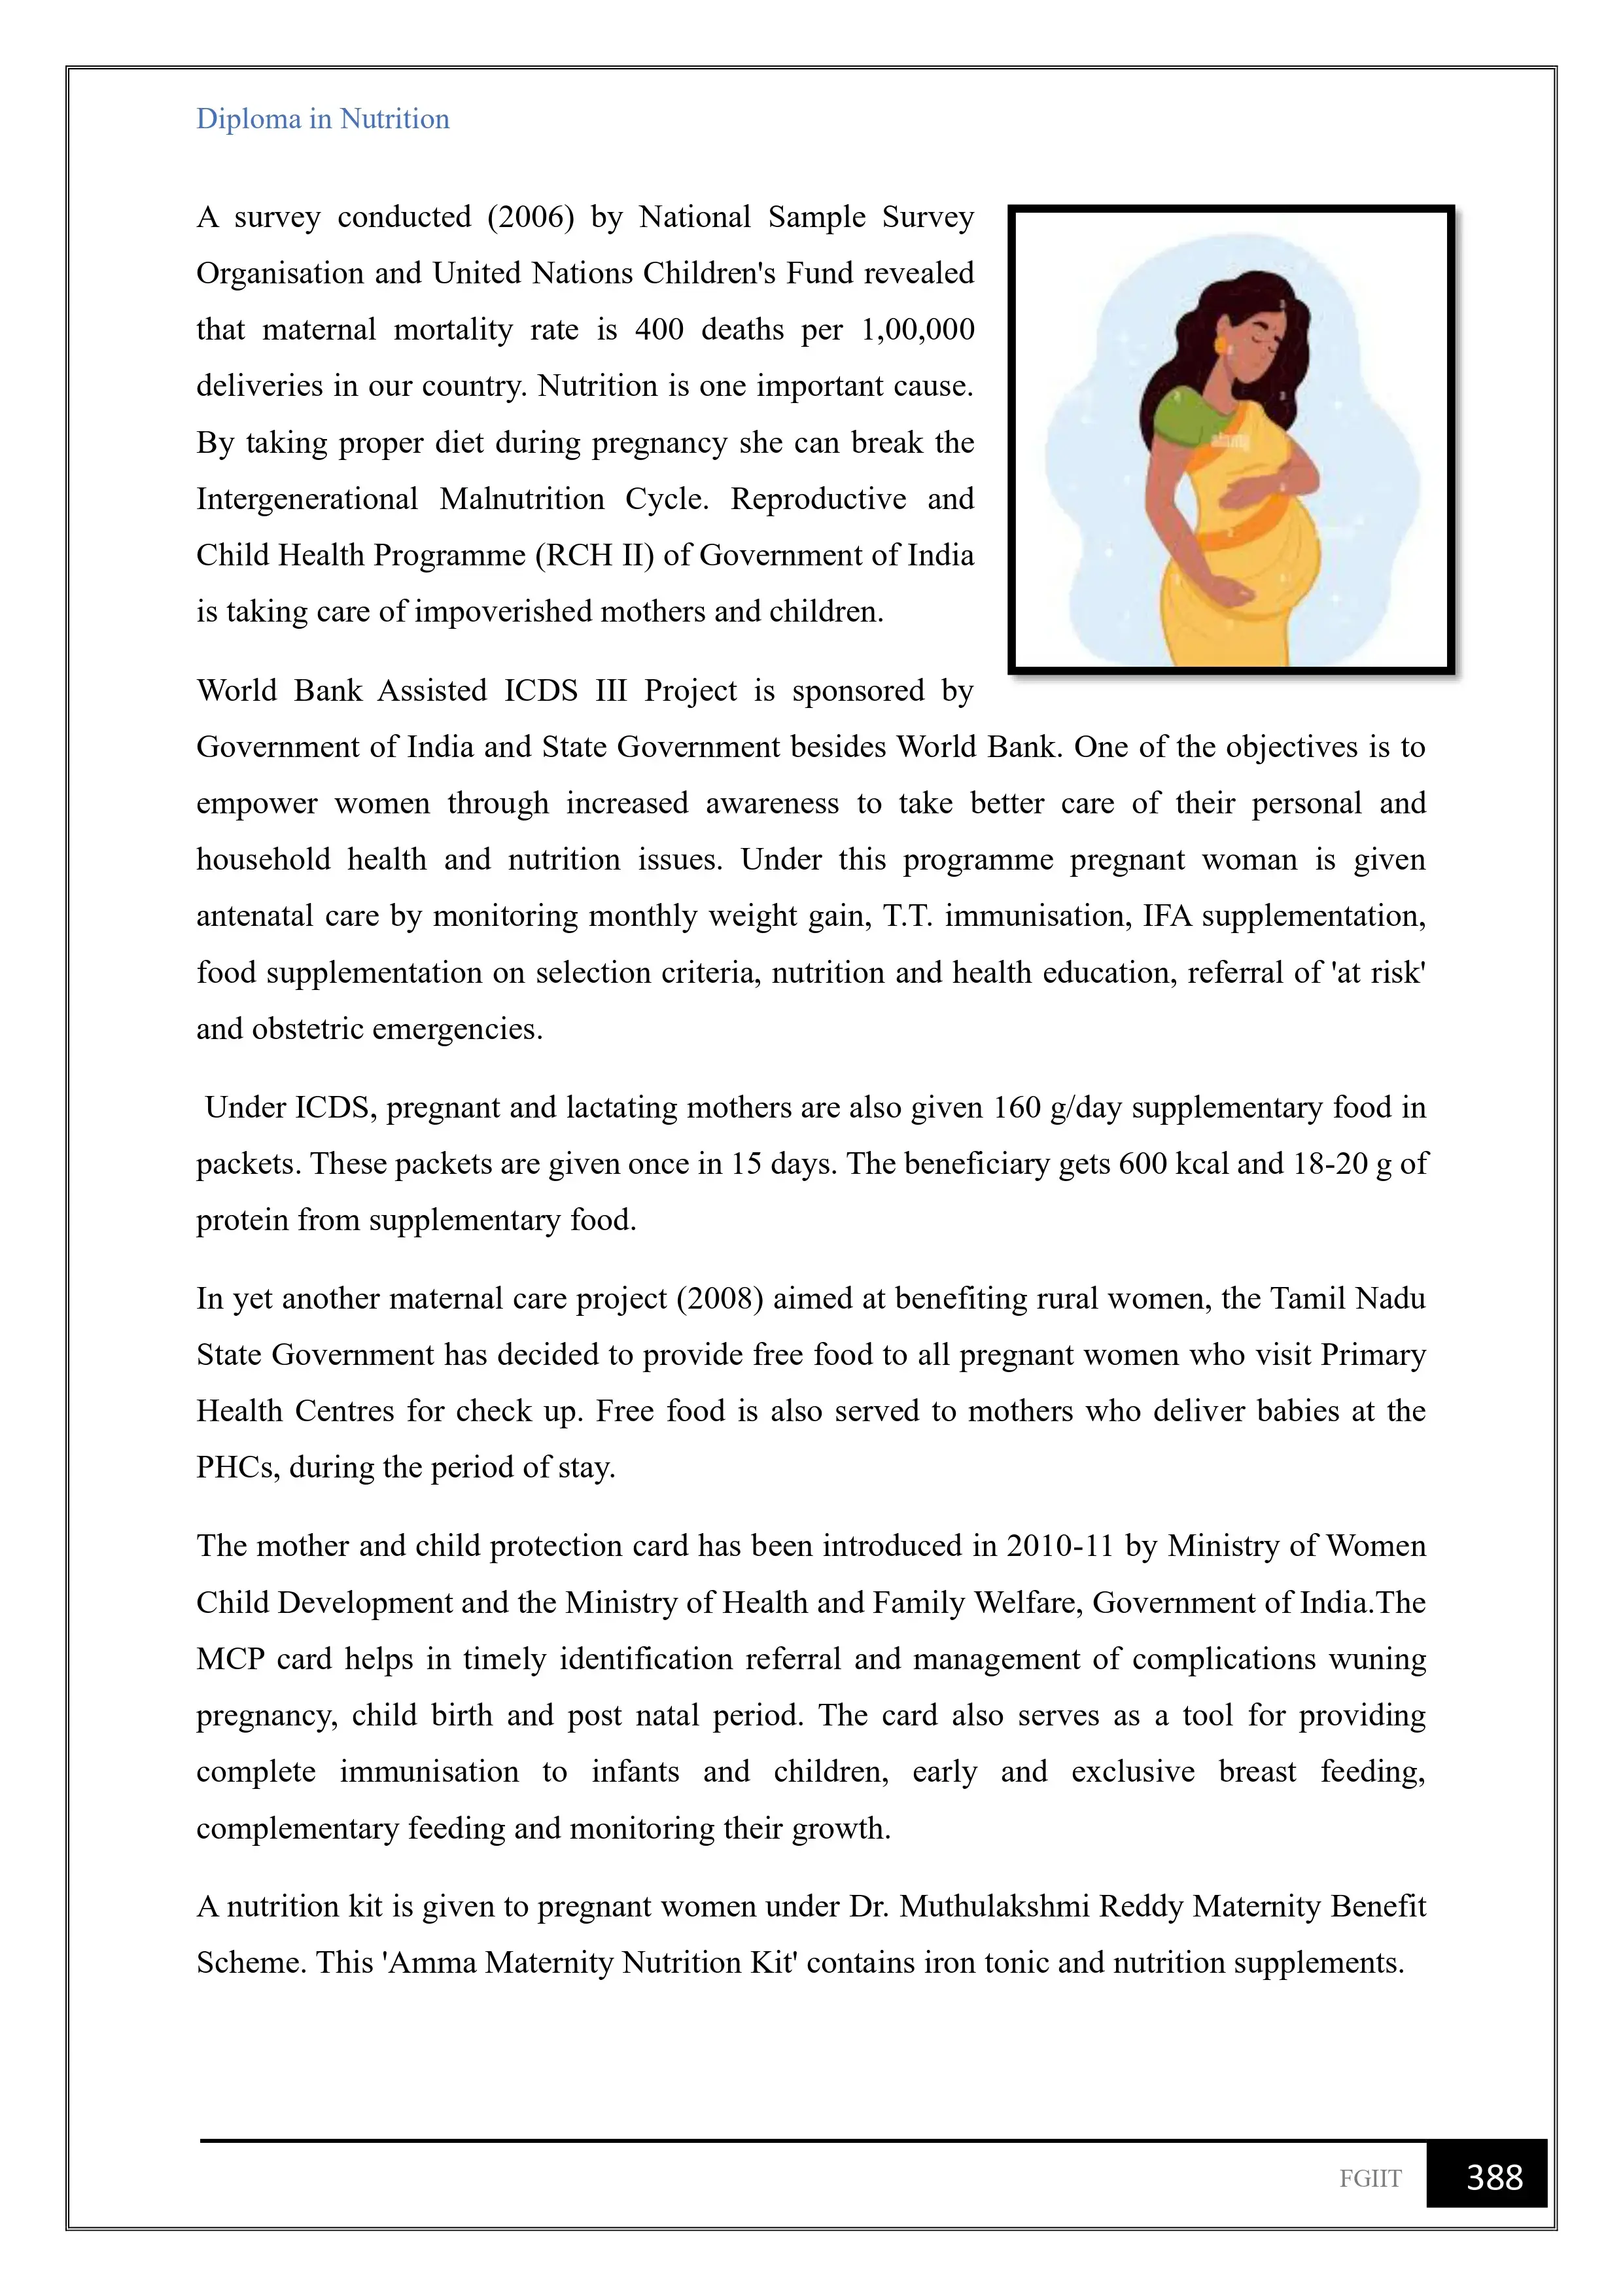 Diploma in Nutrition
A survey conducted (2006) by National Sample Survey
Organisation and United Nations Children's Fund revealed
that maternal mortality rate is 400 deaths per 1,00,000
deliveries in our country. Nutrition is one important cause.
By taking proper diet during pregnancy she can break the
Intergenerational Malnutrition Cycle. Reproductive and
Child Health Programme (RCH II) of Government of India
is taking care of impoverished mothers and children.
alamy
World Bank Assisted ICDS III Project is sponsored by
Government of India and State Government besides World Bank. One of the objectives is to
empower women through increased awareness to take better care of their personal and
household health and nutrition issues. Under this programme pregnant woman is given
antenatal care by monitoring monthly weight gain, T.T. immunisation, IFA supplementation,
food supplementation on selection criteria, nutrition and health education, referral of 'at risk'
and obstetric emergencies.
Under ICDS, pregnant and lactating mothers are also given 160 g/day supplementary food in
packets. These packets are given once in 15 days. The beneficiary gets 600 kcal and 18-20 g of
protein from supplementary food.
In yet another maternal care project (2008) aimed at benefiting rural women, the Tamil Nadu
State Government has decided to provide free food to all pregnant women who visit Primary
Health Centres for check up. Free food is also served to mothers who deliver babies at the
PHCs, during the period of stay.
The mother and child protection card has been introduced in 2010-11 by Ministry of Women
Child Development and the Ministry of Health and Family Welfare, Government of India.The
MCP card helps in timely identification referral and management of complications wuning
pregnancy, child birth and post natal period. The card also serves as a tool for providing
complete immunisation to infants and children, early and exclusive breast feeding,
complementary feeding and monitoring their growth.
A nutrition kit is given to pregnant women under Dr. Muthulakshmi Reddy Maternity Benefit
Scheme. This 'Amma Maternity Nutrition Kit' contains iron tonic and nutrition supplements.
FGIIT 388